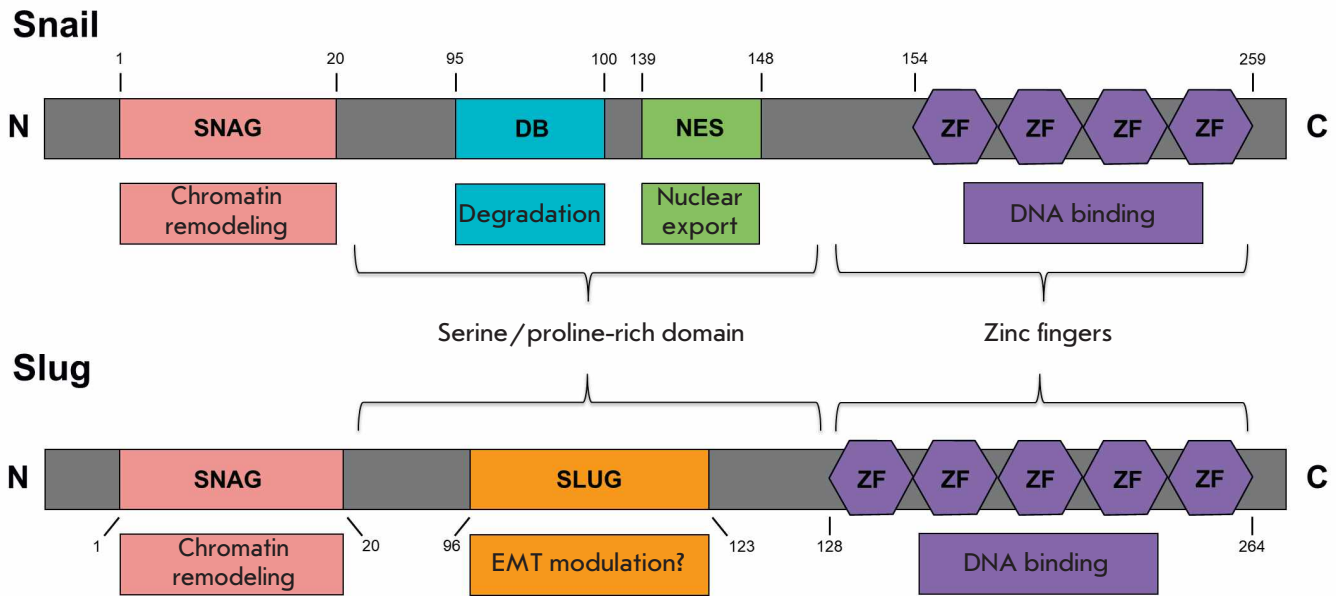 Snail
1 20 95 100 139 148 154 259
N SNAG DB NES ZF ZF ZF ZF C
Chromatin
remodeling
Degradation
Nuclear
export
DNA binding
Serine/proline-rich domain
Zinc fingers
Slug
N SNAG SLUG ZF ZF ZF ZF ZF C
1 20 96 123 128 264
Chromatin
remodeling
EMT modulation?
DNA binding